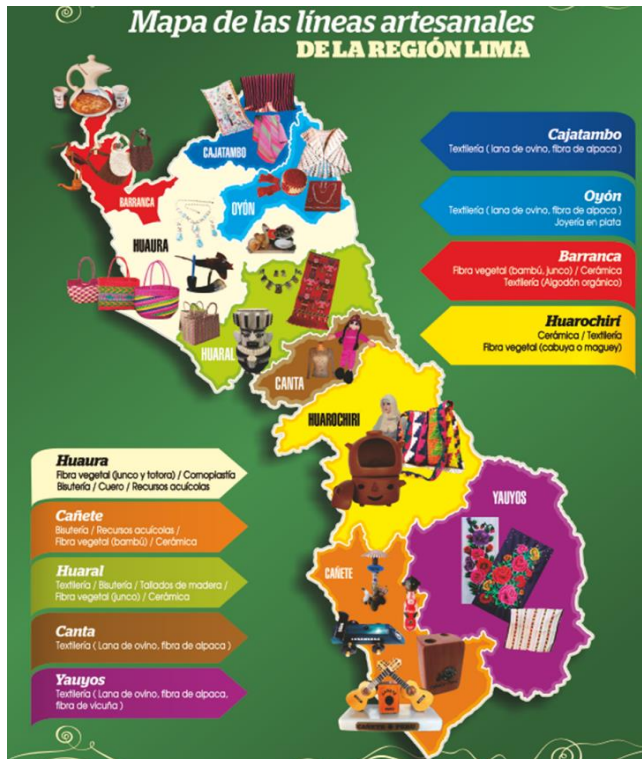 Mapa de las líneas artesanales
DE LA REGIÓN LIMA
CAJATAMBO
BARRANCA
OYÓN
HUAURA
HUARAL
CANTA
HUAROCHIRI
YAUYOS
CAÑETE
Cajatambo
Textilería ( lana de ovino, fibra de alpaca )
Oyón
Textilería ( lana de ovino, fibra de alpaca )
Joyería en plata
Barranca
Fibra vegetal (bambú, junco) / Cerámica
Textilería (Algodón orgánico)
Huarochirí
Cerámica / Textilería
Fibra vegetal (cabuya o maguey)
Huaura
Fibra vegetal (junco y totora) / Cornoplastía
Bisutería / Cuero / Recursos acuícolas
Cañete
Bisutería / Recursos acuícolas /
Fibra vegetal (bambú) / Cerámica
Huaral
Textilería / Bisutería / Tallados de madera /
Fibra vegetal (junco) / Cerámica
Canta
Textilería ( Lana de ovino, fibra de alpaca )
Yauyos
Textilería ( Lana de ovino, fibra de alpaca,
fibra de vicuña )